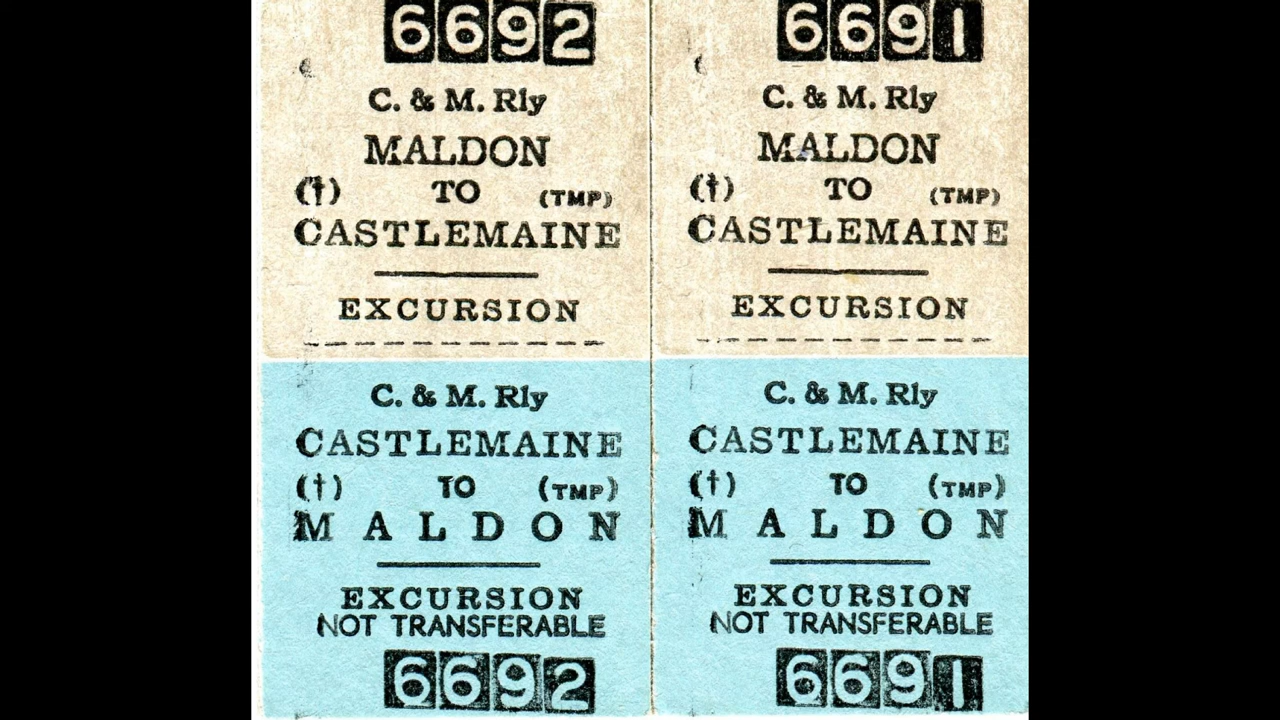 6692
C. & M. Rly
MALDON
(†) TO (TMP)
CASTLEMAINE
EXCURSION
C. & M. Rly
CASTLEMAINE
(†) TO (TMP)
MALDON
EXCURSION
NOT TRANSFERABLE
6692
6691
C. & M. Rly
MALDON
(†) TO (TMP)
CASTLEMAINE
EXCURSION
C. & M. Rly
CASTLEMAINE
(†) TO (TMP)
MALDON
EXCURSION
NOT TRANSFERABLE
6691